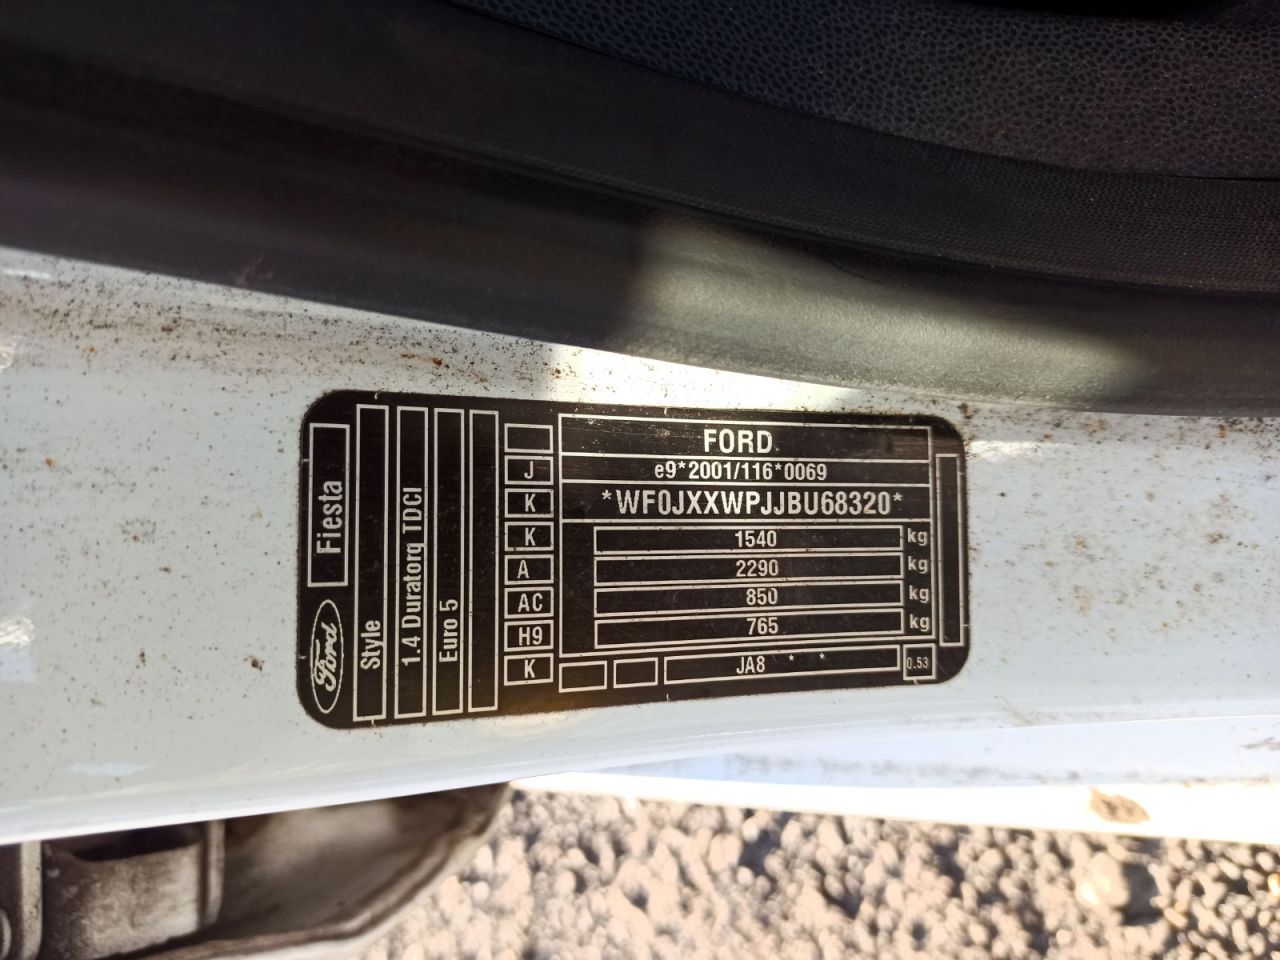 Ford
Fiesta
Style
1.4 Duratorq TDCI
Euro 5
J
K
K
A
AC
H9
K
FORD
e9*2001/116*0069
*WF0JXXWPJJBU68320*
1540 kg
2290 kg
850 kg
765 kg
JA8 * *
0.53